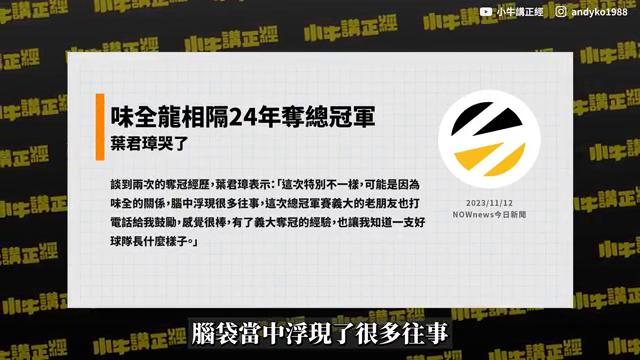 小牛講正經 andyko1988
味全龍相隔24年奪總冠軍
葉君璋哭了
談到兩次的奪冠經歷，葉君璋表示：「這次特別不一樣，可能是因為
味全的關係，腦中浮現很多往事，這次總冠軍賽義大的老朋友也打
電話給我鼓勵，感覺很棒，有了義大奪冠的經驗，也讓我知道一支好
球隊長什麼樣子。」
2023/11/12
NOWnews今日新聞
腦袋當中浮現了很多往事